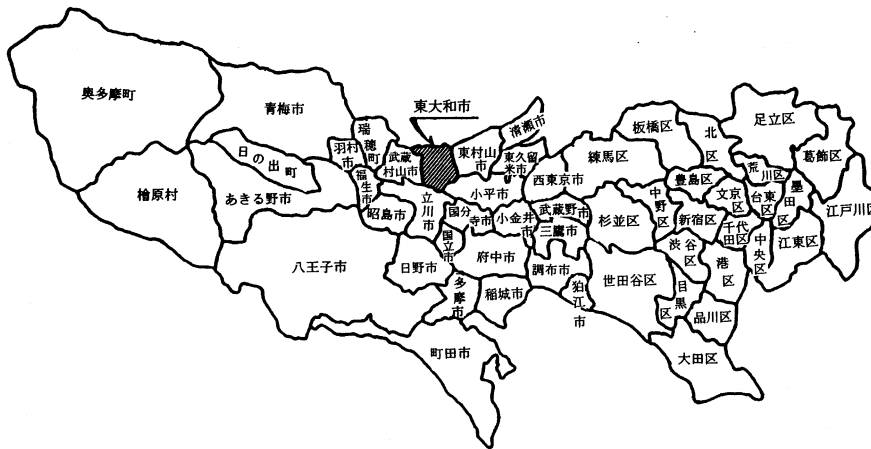 東大和市
奥多摩町
青梅市
瑞穂町
羽村市
武蔵
村山市
東村山市
清瀬市
東久留
米市
板橋区
北区
足立区
葛飾区
日の出町
福生市
小平市
西東京市
練馬区
豊島区
荒川区
檜原村
あきる野市
昭島市
立川市
国分
寺市
小金井
市
武蔵野市
三鷹市
杉並区
中野区
新宿区
文京
区
台東
区
墨田区
江戸川区
国立市
渋谷
区
千代
田区
中央区
江東区
八王子市
日野市
府中市
調布市
狛江市
世田谷区
目黒区
港区
品川区
多摩市
稲城市
町田市
大田区